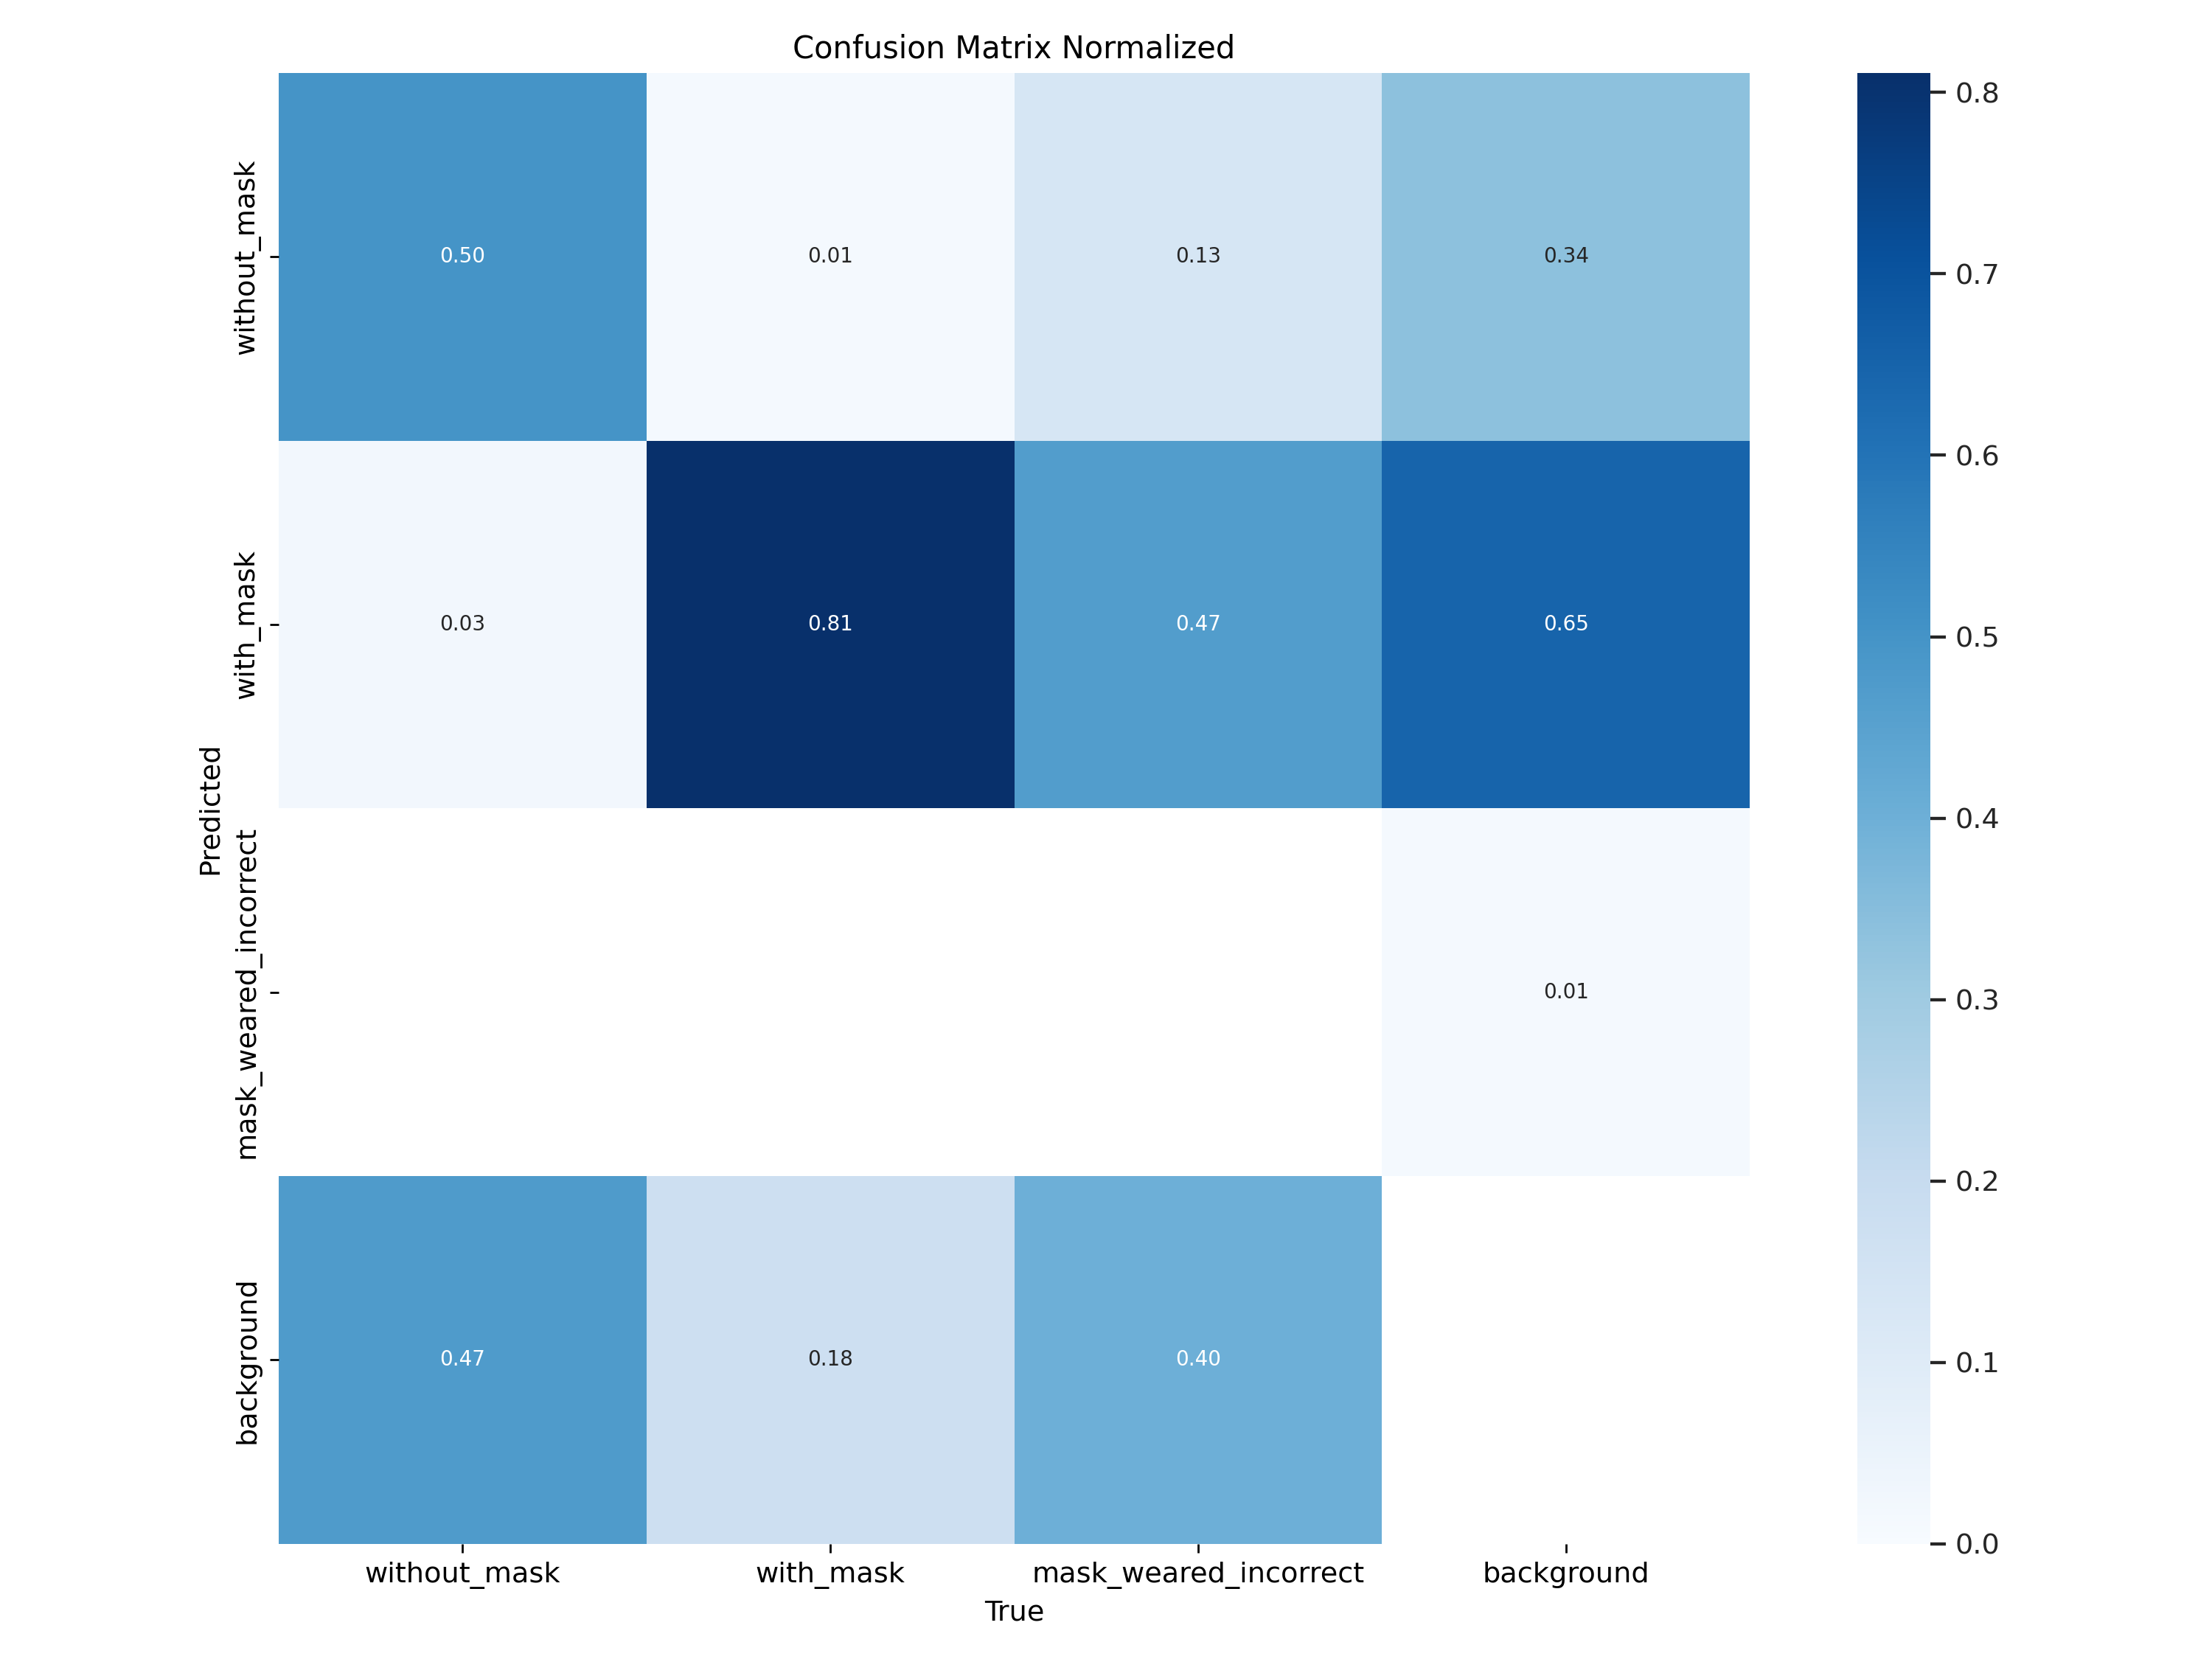 Confusion Matrix Normalized
without_mask
0.50
0.01
0.13
0.34
with_mask
0.03
0.81
0.47
0.65
mask_weared_incorrect
0.01
background
0.47
0.18
0.40
Predicted
without_mask
with_mask
mask_weared_incorrect
background
True
0.8
0.7
0.6
0.5
0.4
0.3
0.2
0.1
0.0